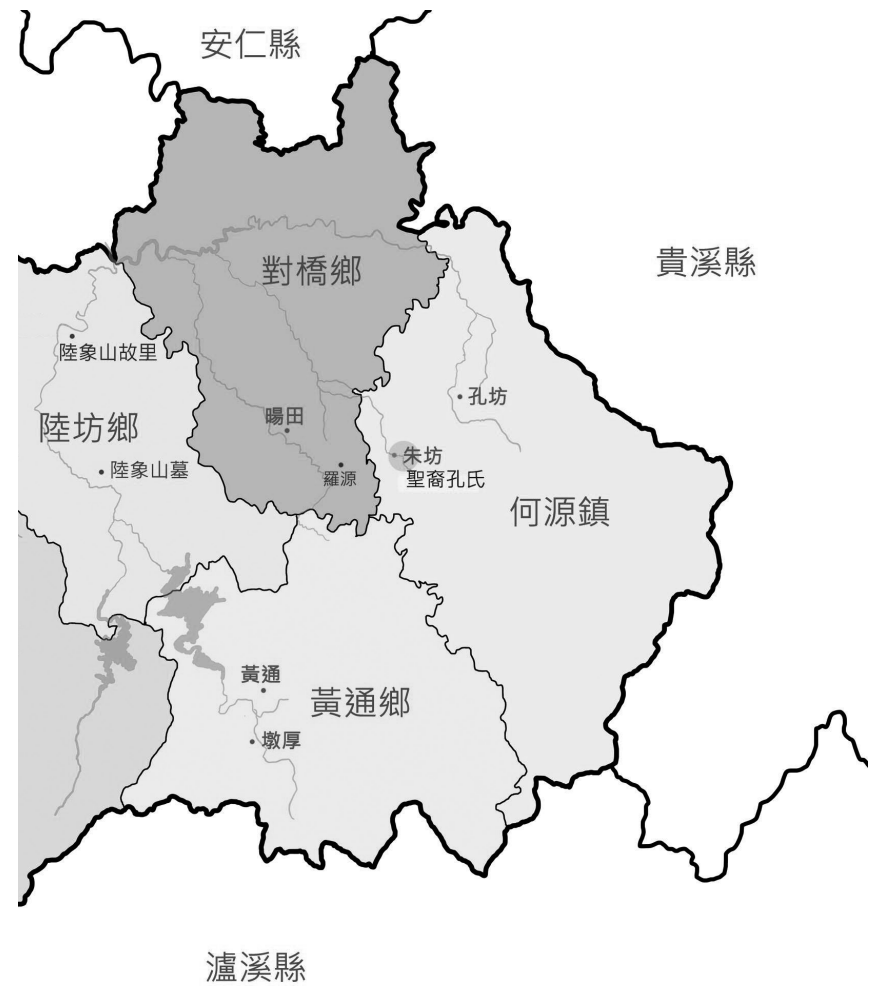 安仁縣
貴溪縣
對橋鄉
陸象山故里
孔坊
暘田
陸坊鄉
朱坊
陸象山墓
羅源
聖裔孔氏
何源鎮
黃通
黃通鄉
墩厚
瀘溪縣